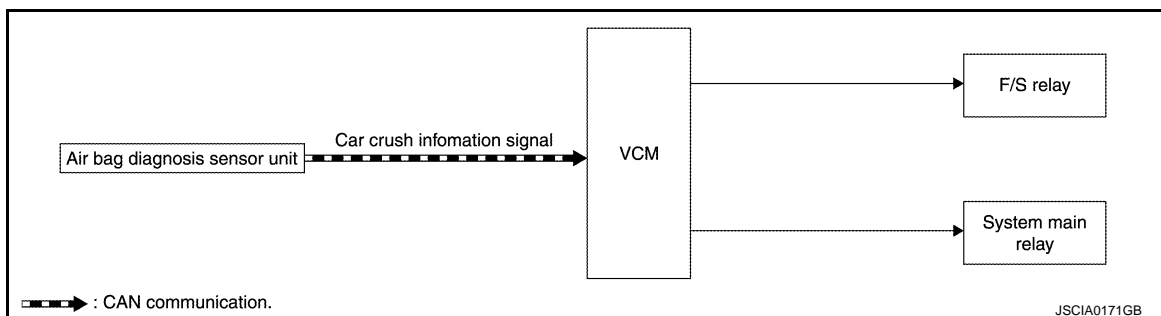 Car crush infomation signal
Air bag diagnosis sensor unit
VCM
F/S relay
System main
relay
: CAN communication.
JSCIA0171GB